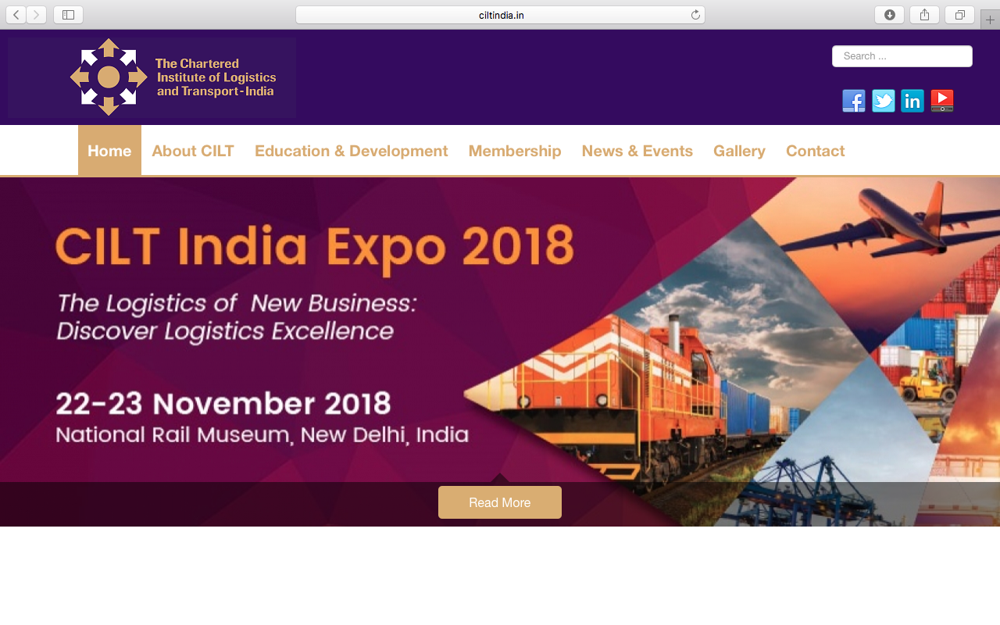 ciltindia.in
The Chartered
Institute of Logistics
and Transport-India
Search ...
Home About CILT Education & Development Membership News & Events Gallery Contact
CILT India Expo 2018
The Logistics of New Business:
Discover Logistics Excellence
22-23 November 2018
National Rail Museum, New Delhi, India
Read More